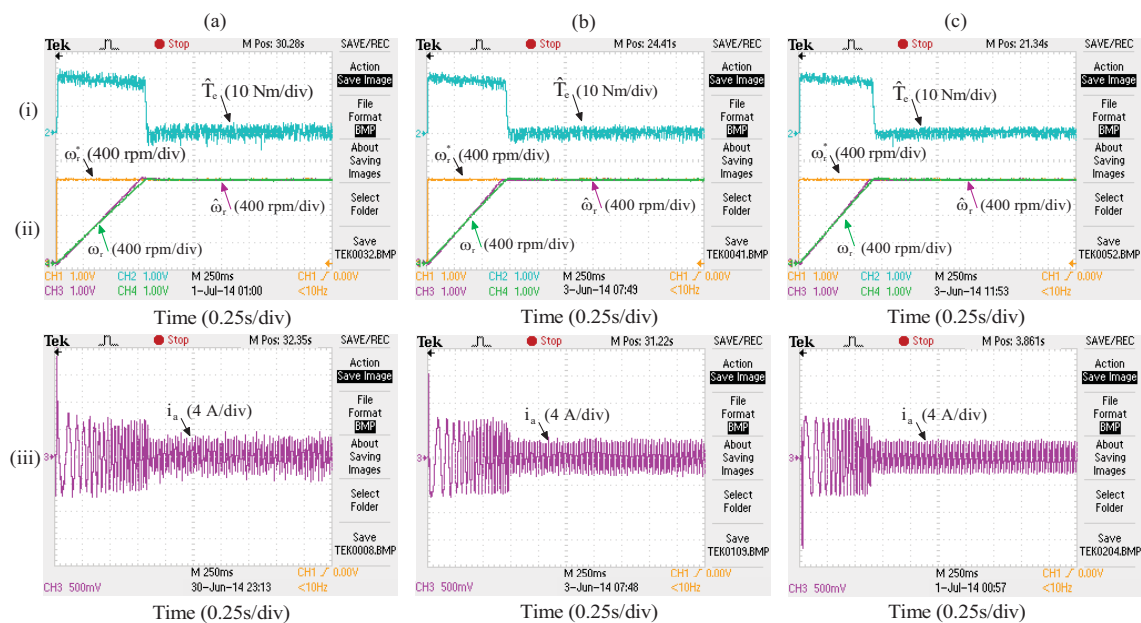 (a)
(b)
(c)
Tek Stop M Pos: 30.28s SAVE/REC
Action
Save Image
File
Format
BMP
About
Saving
Images
Select
Folder
Save
TEK0032.BMP
(i)
T̂e (10 Nm/div)
2
ωr* (400 rpm/div)
ω̂r (400 rpm/div)
(ii)
ωr (400 rpm/div)
CH1 1.00V CH2 1.00V M 250ms CH1 ∫ 0.00V
CH3 1.00V CH4 1.00V 1-Jul-14 01:00 <10Hz
Time (0.25s/div)
Tek Stop M Pos: 24.41s SAVE/REC
Action
Save Image
File
Format
BMP
About
Saving
Images
Select
Folder
Save
TEK0041.BMP
T̂e (10 Nm/div)
2
ωr* (400 rpm/div)
ω̂r (400 rpm/div)
ωr (400 rpm/div)
CH1 1.00V CH2 1.00V M 250ms CH1 ∫ 0.00V
CH3 1.00V CH4 1.00V 3-Jun-14 07:49 <10Hz
Time (0.25s/div)
Tek Stop M Pos: 21.34s SAVE/REC
Action
Save Image
File
Format
BMP
About
Saving
Images
Select
Folder
Save
TEK0052.BMP
T̂e (10 Nm/div)
2
ωr* (400 rpm/div)
ω̂r (400 rpm/div)
ωr (400 rpm/div)
CH1 1.00V CH2 1.00V M 250ms CH1 ∫ 0.00V
CH3 1.00V CH4 1.00V 3-Jun-14 11:53 <10Hz
Time (0.25s/div)
Tek Stop M Pos: 32.35s SAVE/REC
Action
Save Image
File
Format
BMP
About
Saving
Images
Select
Folder
Save
TEK0008.BMP
(iii)
ia (4 A/div)
3
M 250ms CH1 ∫ 0.00V
CH3 500mV 30-Jun-14 23:13 <10Hz
Time (0.25s/div)
Tek Stop M Pos: 31.22s SAVE/REC
Action
Save Image
File
Format
BMP
About
Saving
Images
Select
Folder
Save
TEK0109.BMP
ia (4 A/div)
3
M 250ms CH1 ∫ 0.00V
CH3 500mV 3-Jun-14 07:48 <10Hz
Time (0.25s/div)
Tek Stop M Pos: 3.861s SAVE/REC
Action
Save Image
File
Format
BMP
About
Saving
Images
Select
Folder
Save
TEK0204.BMP
ia (4 A/div)
3
M 250ms CH1 ∫ 0.00V
CH3 500mV 1-Jul-14 00:57 <10Hz
Time (0.25s/div)